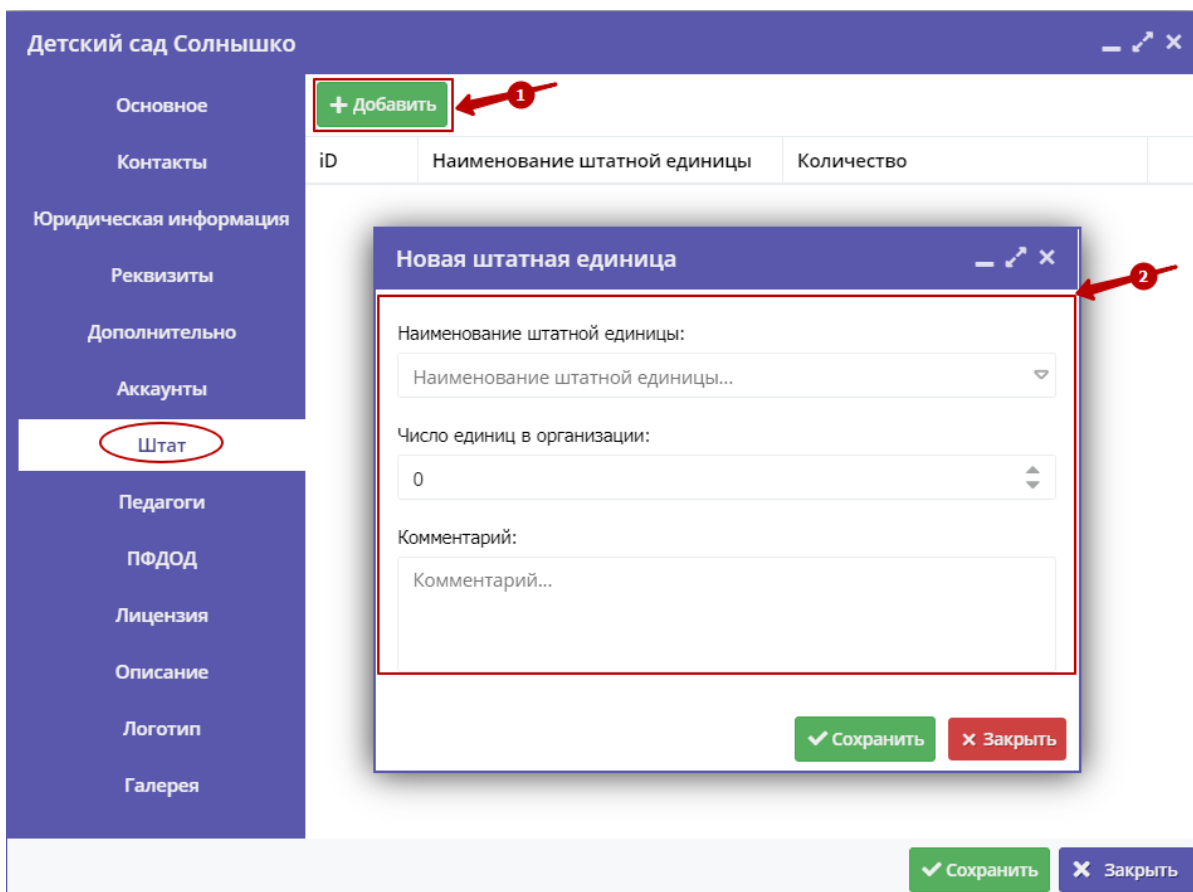 Детский сад Солнышко
Основное
Контакты
Юридическая информация
Реквизиты
Дополнительно
Аккаунты
Штат
Педагоги
ПФДОД
Лицензия
Описание
Логотип
Галерея
Добавить
1
iD Наименование штатной единицы Количество
Новая штатная единица
2
Наименование штатной единицы:
Наименование штатной единицы...
Число единиц в организации:
0
Комментарий:
Комментарий...
Сохранить Закрыть
Сохранить Закрыть